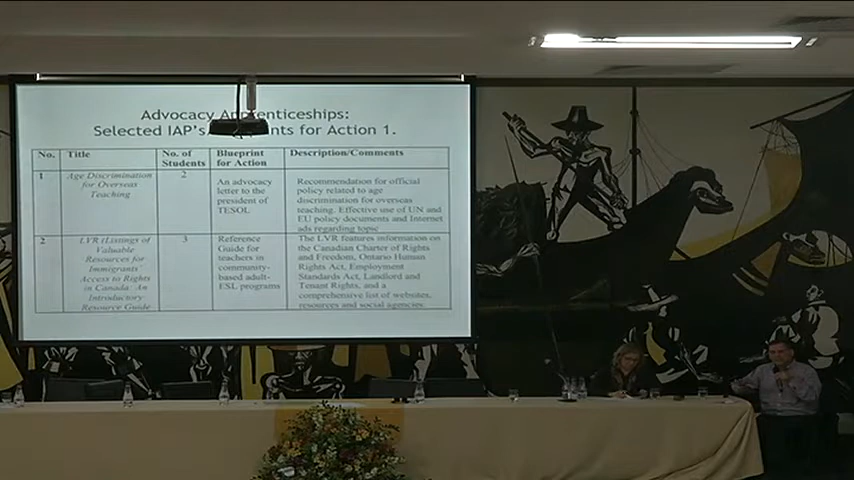 Advocacy Apprenticeships:
Selected IAP's ints for Action 1.
No. Title No. of Students Blueprint for Action Description/Comments
1 Age Discrimination for Overseas Teaching 2 An advocacy letter to the president of TESOL Recommendation for official policy related to age discrimination for overseas teaching. Effective use of UN and EU policy documents and Internet ads regarding topic
2 LVR (Listings of Valuable Resources for Immigrants' Access to Rights in Canada: An Introductory Resource Guide 3 Reference Guide for teachers in community-based adult-ESL programs The LVR features information on the Canadian Charter of Rights and Freedom, Ontario Human Rights Act, Employment Standards Act, Landlord and Tenant Rights, and a comprehensive list of websites, resources and social agencies.